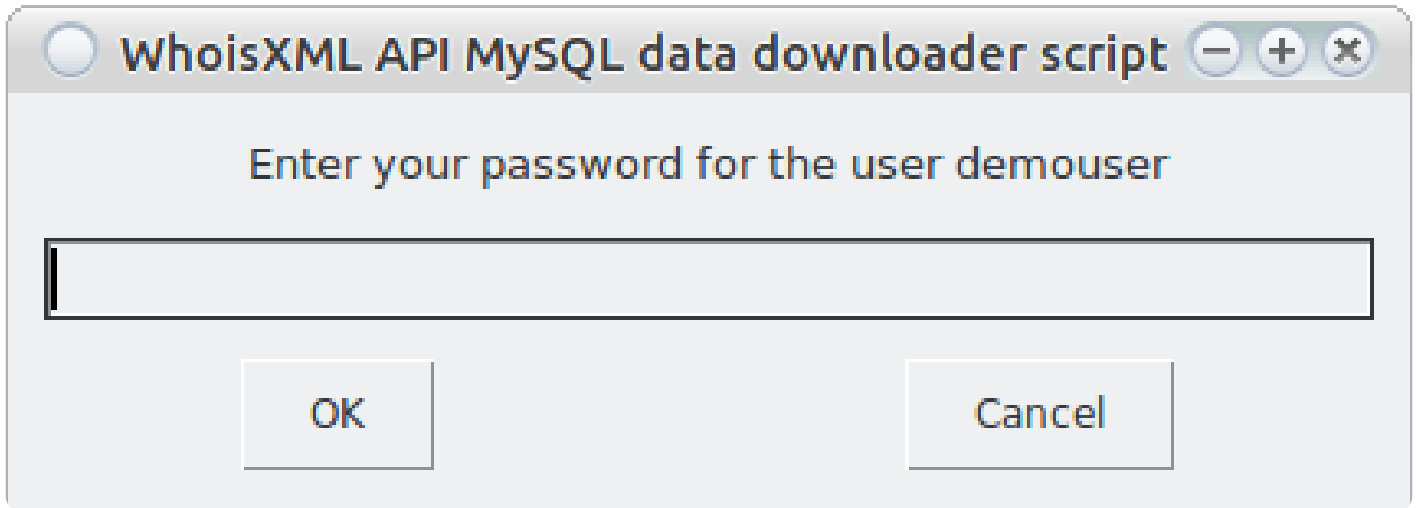 WhoisXML API MySQL data downloader script
Enter your password for the user demouser
OK Cancel